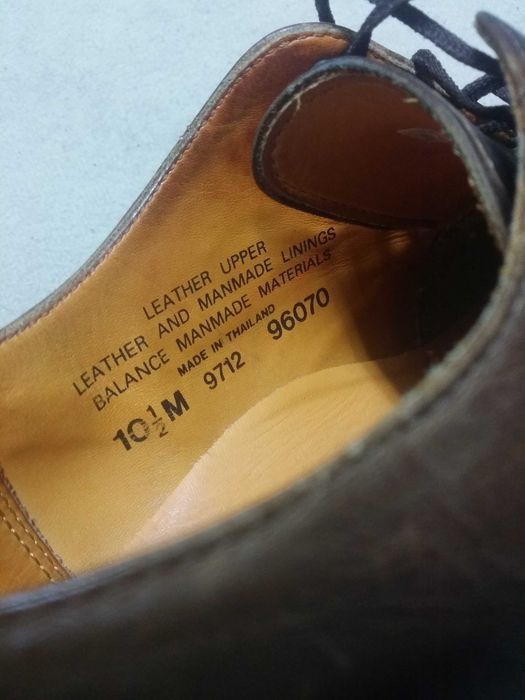 LEATHER UPPER
LEATHER AND MANMADE LININGS
BALANCE MANMADE MATERIALS
MADE IN THAILAND
10½M 9712 96070